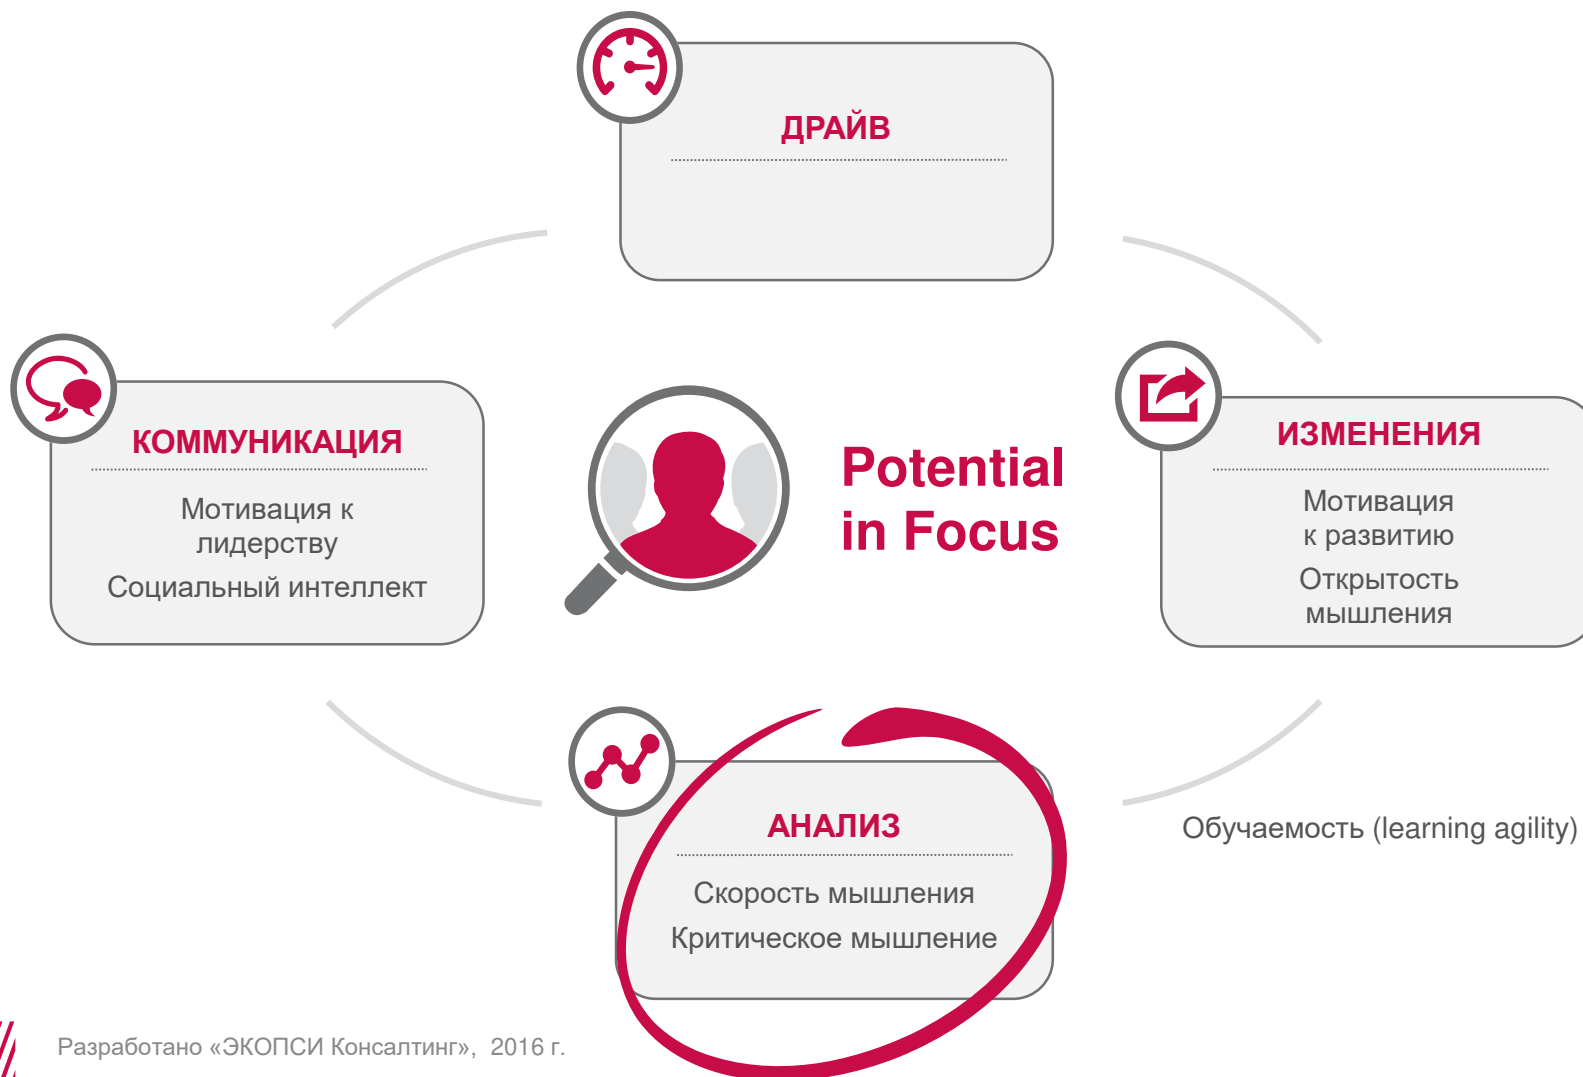 ДРАЙВ
КОММУНИКАЦИЯ
Мотивация к
лидерству
Социальный интеллект
Potential
in Focus
ИЗМЕНЕНИЯ
Мотивация
к развитию
Открытость
мышления
АНАЛИЗ
Скорость мышления
Критическое мышление
Обучаемость (learning agility)
Разработано «ЭКОПСИ Консалтинг», 2016 г.